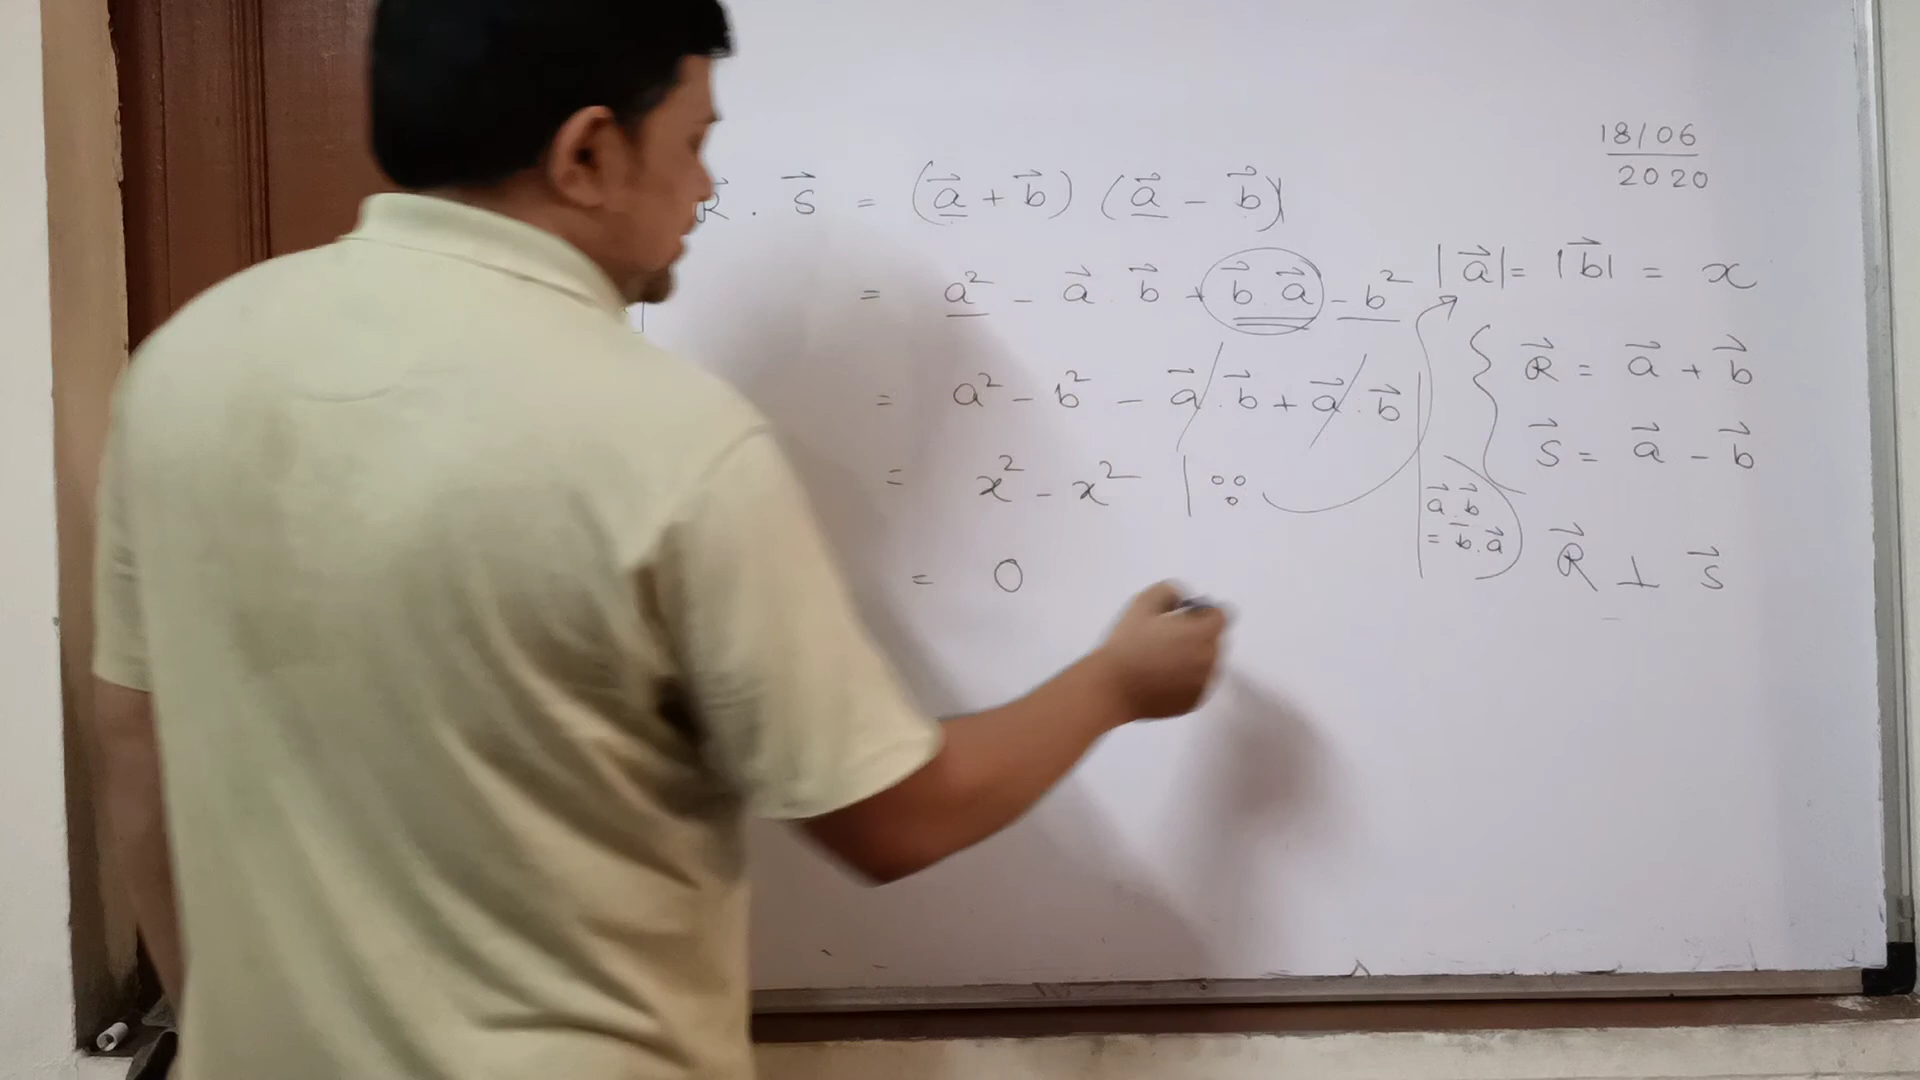 18/06
2020
R⃗ . S⃗ = (a⃗ + b⃗) (a⃗ - b⃗)
= a² - a⃗ . b⃗ + b⃗ . a⃗ - b²
= a² - b² - a⃗ . b⃗ + a⃗ . b⃗
= x² - x² | ∵
= 0
|a⃗| = |b⃗| = x
R⃗ = a⃗ + b⃗
S⃗ = a⃗ - b⃗
a⃗ . b⃗
= b⃗ . a⃗
R⃗ ⊥ S⃗